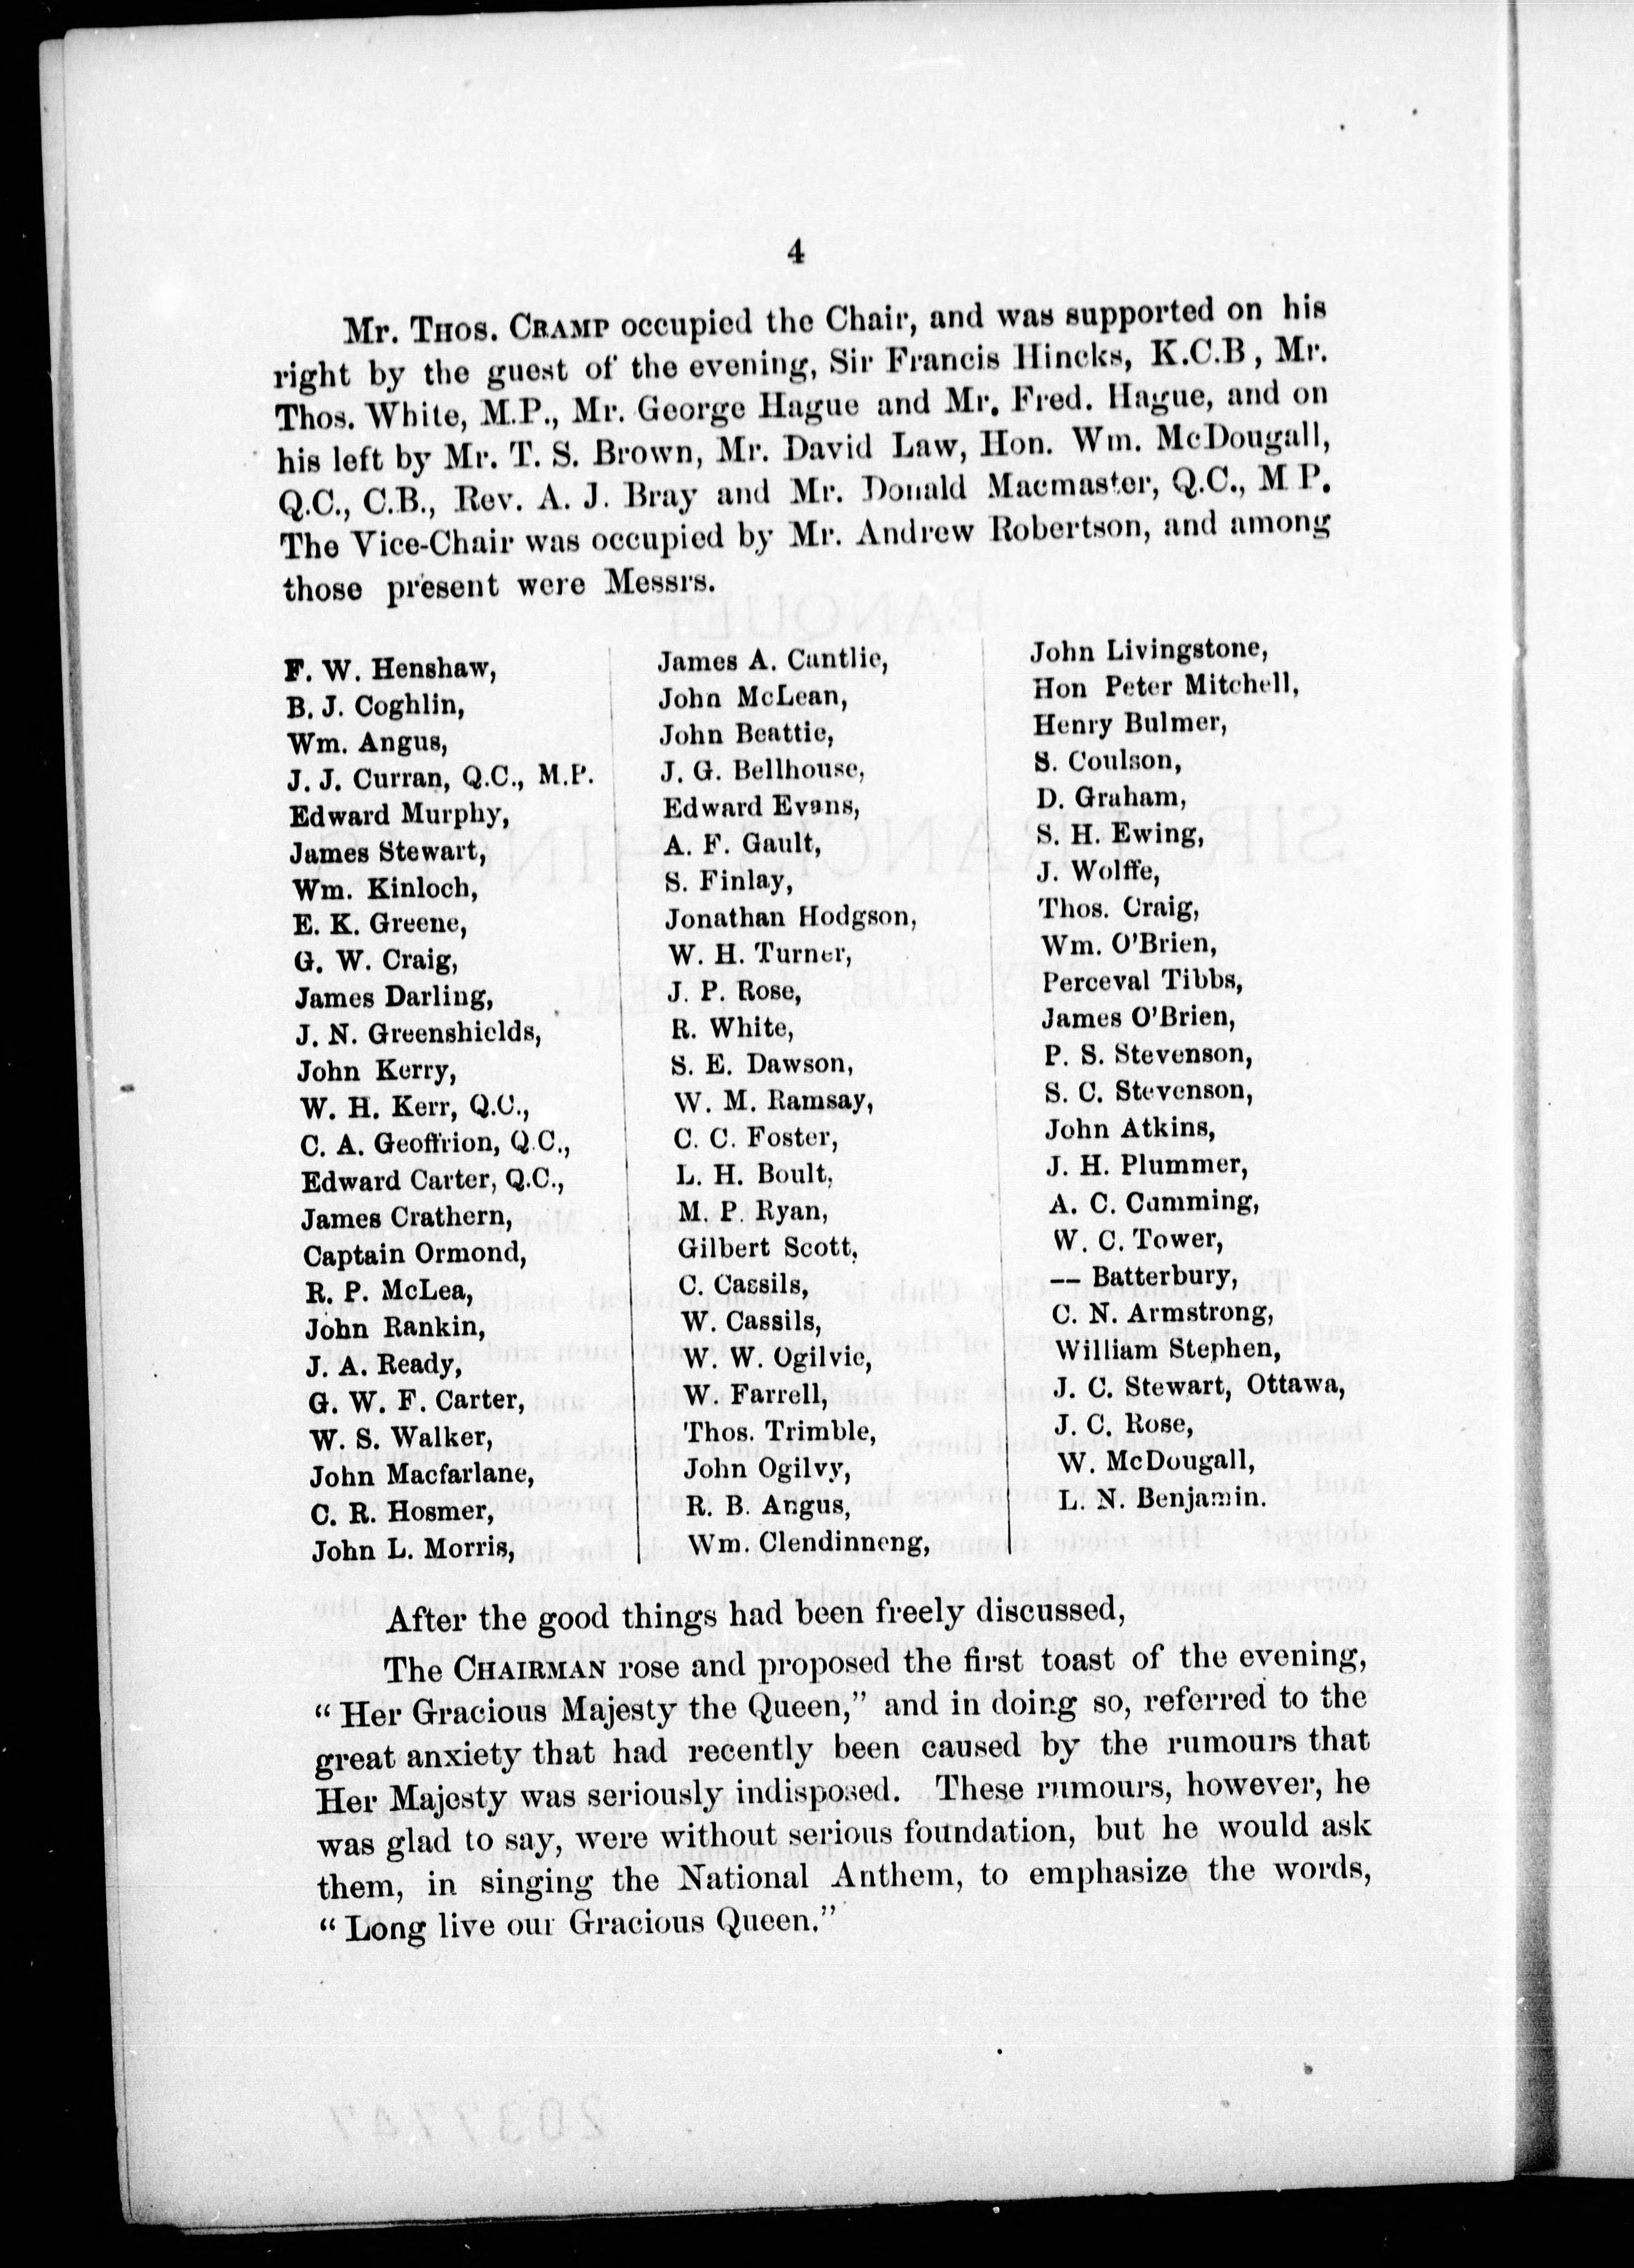 4
Mr. THOS. CRAMP occupied the Chair, and was supported on his
right by the guest of the evening, Sir Francis Hincks, K.C.B, Mr.
Thos. White, M.P., Mr. George Hague and Mr. Fred. Hague, and on
his left by Mr. T. S. Brown, Mr. David Law, Hon. Wm. McDougall,
Q.C., C.B., Rev. A. J. Bray and Mr. Donald Macmaster, Q.C., M P.
The Vice-Chair was occupied by Mr. Andrew Robertson, and among
those present were Messrs.
F. W. Henshaw,
B. J. Coghlin,
Wm. Angus,
J. J. Curran, Q.C., M.P.
Edward Murphy,
James Stewart,
Wm. Kinloch,
E. K. Greene,
G. W. Craig,
James Darling,
J. N. Greenshields,
John Kerry,
W. H. Kerr, Q.C.,
C. A. Geoffrion, Q.C.,
Edward Carter, Q.C.,
James Crathern,
Captain Ormond,
R. P. McLea,
John Rankin,
J. A. Ready,
G. W. F. Carter,
W. S. Walker,
John Macfarlane,
C. R. Hosmer,
John L. Morris,
James A. Cantlie,
John McLean,
John Beattie,
J. G. Bellhouse,
Edward Evans,
A. F. Gault,
S. Finlay,
Jonathan Hodgson,
W. H. Turner,
J. P. Rose,
R. White,
S. E. Dawson,
W. M. Ramsay,
C. C. Foster,
L. H. Boult,
M. P. Ryan,
Gilbert Scott,
C. Cassils,
W. Cassils,
W. W. Ogilvie,
W. Farrell,
Thos. Trimble,
John Ogilvy,
R. B. Angus,
Wm. Clendinneng,
John Livingstone,
Hon Peter Mitchell,
Henry Bulmer,
S. Coulson,
D. Graham,
S. H. Ewing,
J. Wolffe,
Thos. Craig,
Wm. O'Brien,
Perceval Tibbs,
James O'Brien,
P. S. Stevenson,
S. C. Stevenson,
John Atkins,
J. H. Plummer,
A. C. Cumming,
W. C. Tower,
— Batterbury,
C. N. Armstrong,
William Stephen,
J. C. Stewart, Ottawa,
J. C. Rose,
W. McDougall,
L. N. Benjamin.
After the good things had been freely discussed,
The CHAIRMAN rose and proposed the first toast of the evening,
"Her Gracious Majesty the Queen," and in doing so, referred to the
great anxiety that had recently been caused by the rumours that
Her Majesty was seriously indisposed. These rumours, however, he
was glad to say, were without serious foundation, but he would ask
them, in singing the National Anthem, to emphasize the words,
"Long live our Gracious Queen."